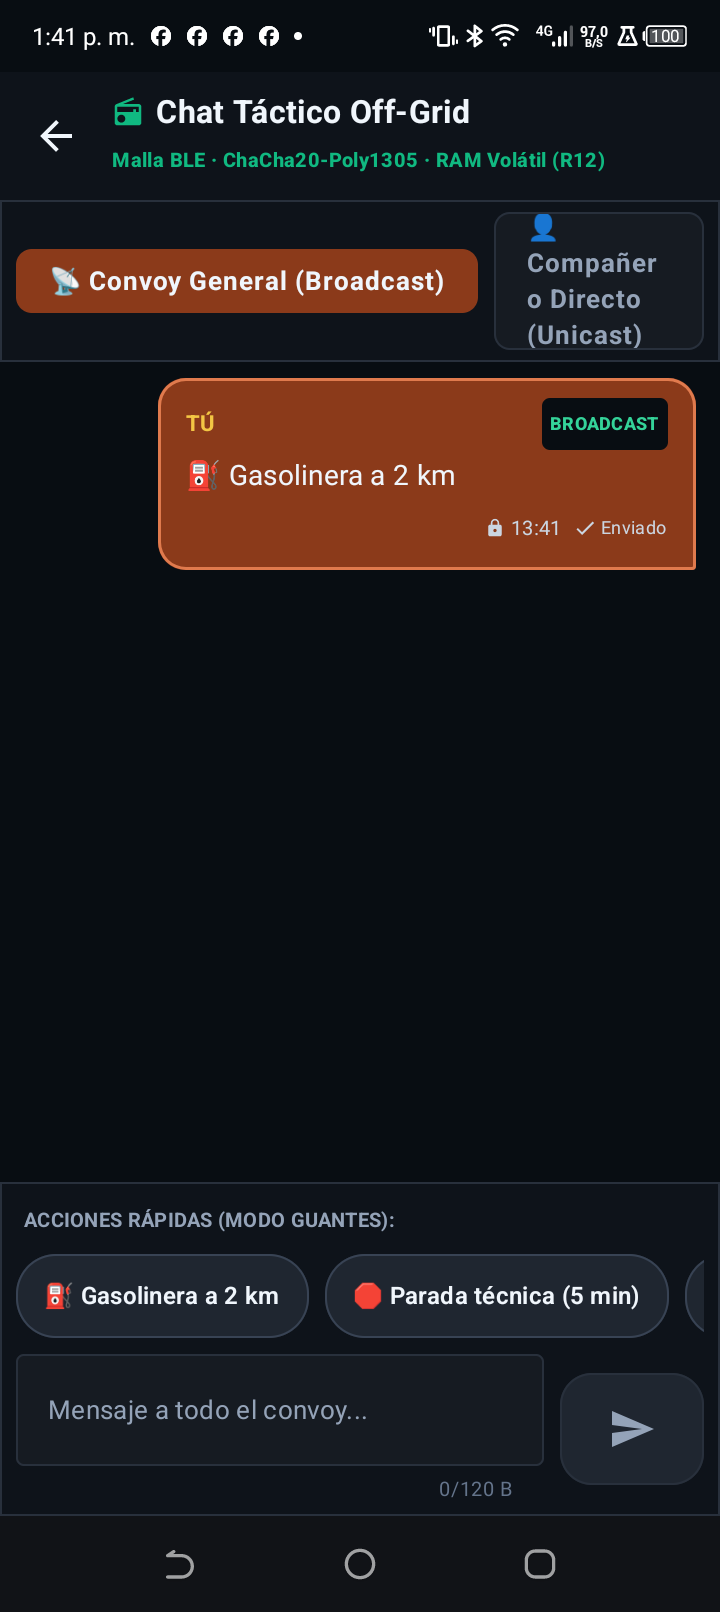 1:41 p. m.
4G 97,0 B/S 100
Chat Táctico Off-Grid
Malla BLE · ChaCha20-Poly1305 · RAM Volátil (R12)
📡 Convoy General (Broadcast)
👤
Compañer
o Directo
(Unicast)
TÚ BROADCAST
⛽ Gasolinera a 2 km
13:41 Enviado
ACCIONES RÁPIDAS (MODO GUANTES):
⛽ Gasolinera a 2 km 🛑 Parada técnica (5 min)
Mensaje a todo el convoy...
0/120 B